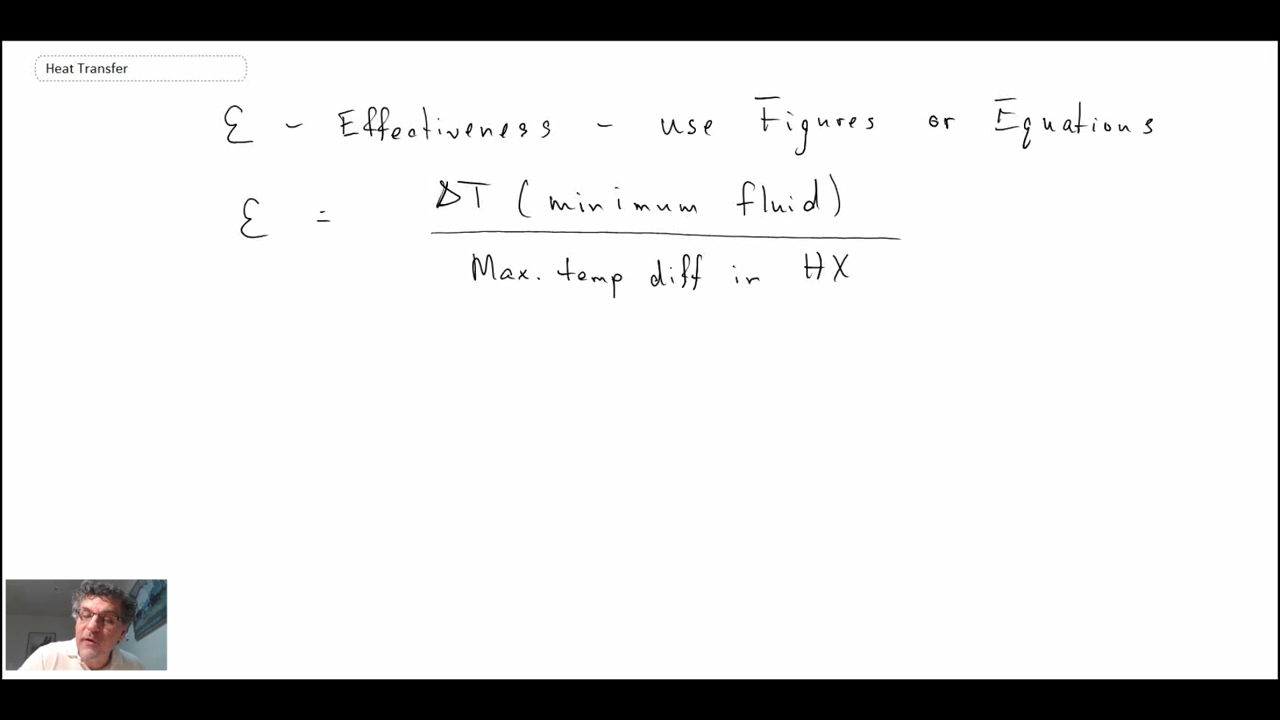 Heat Transfer
ε - Effectiveness - use Figures or Equations
ε = ΔT (minimum fluid)
Max. temp diff in HX